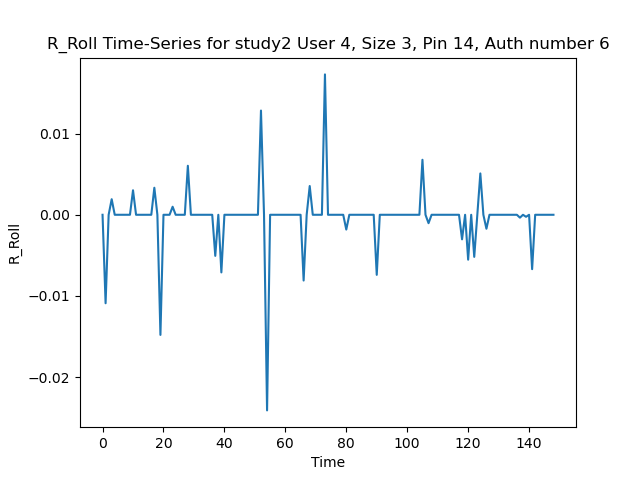 R_Roll Time-Series for study2 User 4, Size 3, Pin 14, Auth number 6
0.01
0.00
−0.01
−0.02
R_Roll
0 20 40 60 80 100 120 140
Time